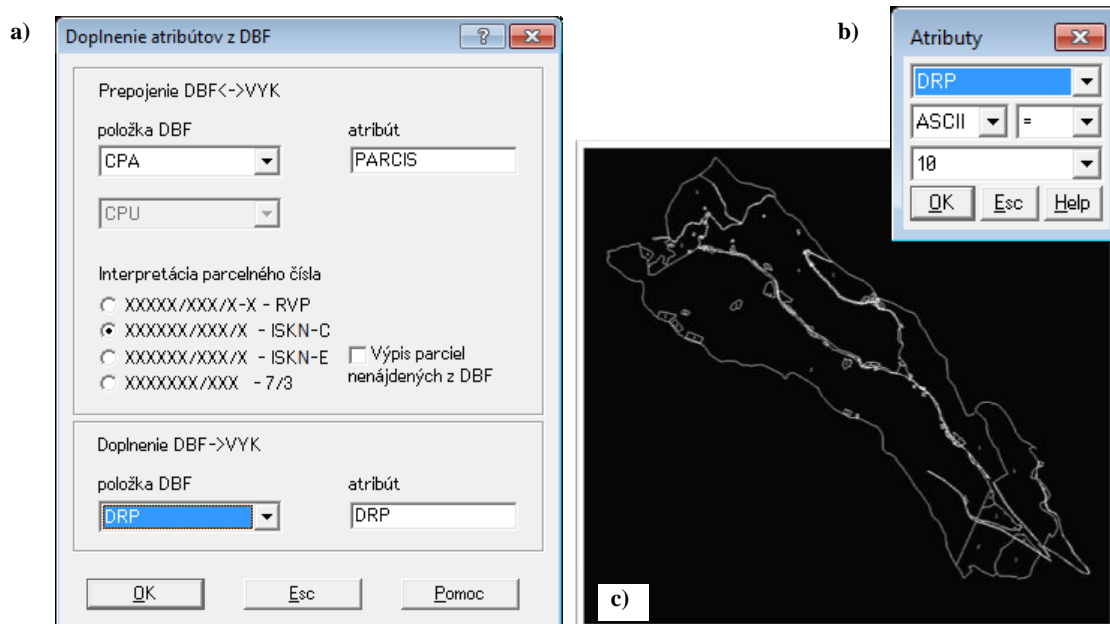 a)
Doplnenie atribútov z DBF
Prepojenie DBF<->VYK
položka DBF
atribút
CPA
PARCIS
CPU
Interpretácia parcelného čísla
XXXXX/XXX/X-X - RVP
XXXXXX/XXX/X - ISKN-C
XXXXXX/XXX/X - ISKN-E
XXXXXXX/XXX - 7/3
Výpis parciel
nenájdených z DBF
Doplnenie DBF->VYK
položka DBF
atribút
DRP
DRP
OK
Esc
Pomoc
b)
Atributy
DRP
ASCII
=
10
OK
Esc
Help
c)